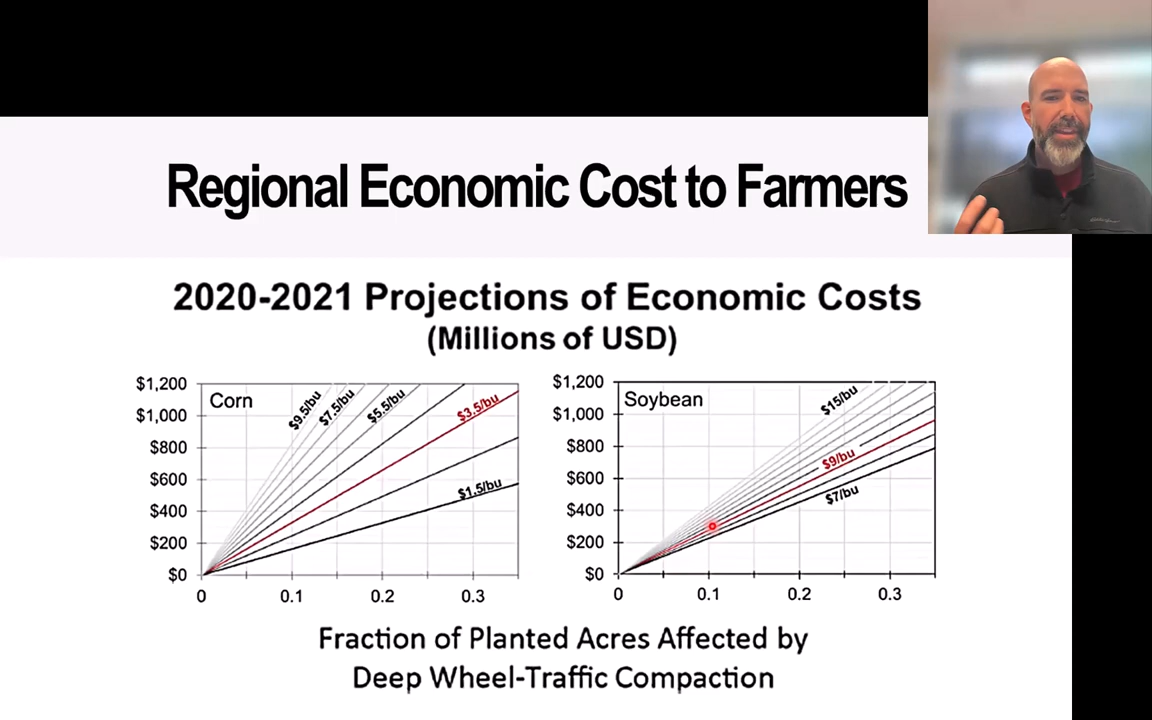 Regional Economic Cost to Farmers
2020-2021 Projections of Economic Costs
(Millions of USD)
$1,200
$1,000
$800
$600
$400
$200
$0
Corn
$9.5/bu
$7.5/bu
$5.5/bu
$3.5/bu
$1.5/bu
0 0.1 0.2 0.3
$1,200
$1,000
$800
$600
$400
$200
$0
Soybean
$15/bu
$9/bu
$7/bu
0 0.1 0.2 0.3
Fraction of Planted Acres Affected by
Deep Wheel-Traffic Compaction